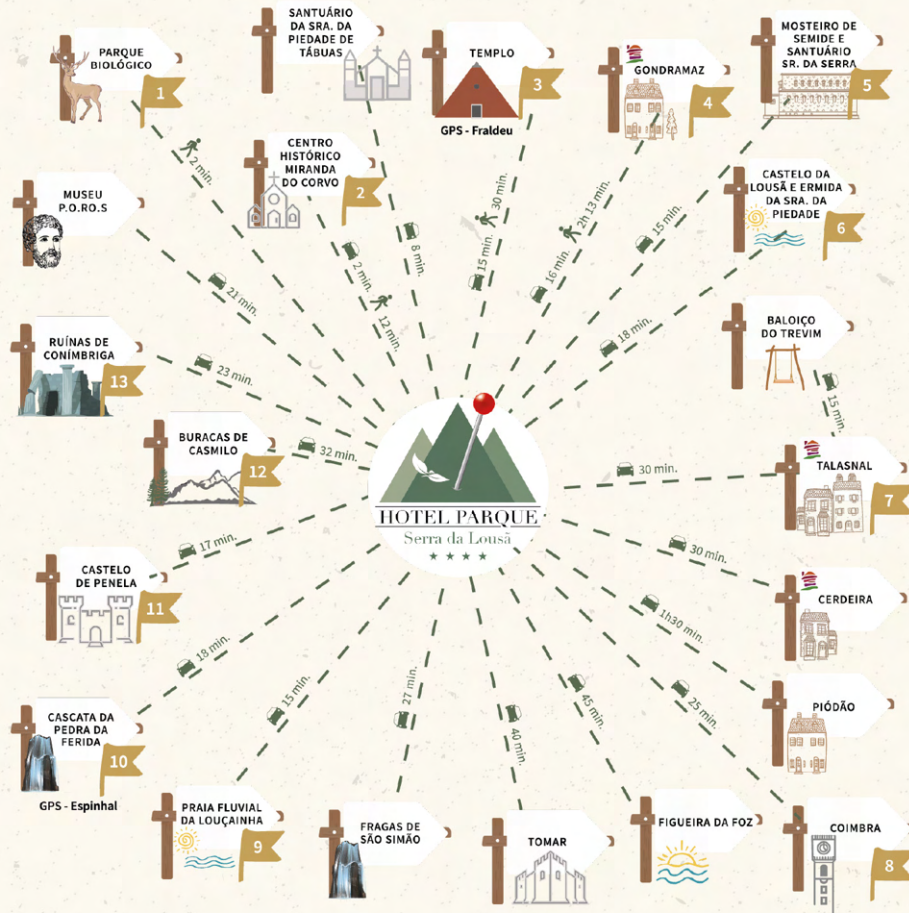 PARQUE
BIOLÓGICO
1
SANTUÁRIO
DA SRA. DA
PIEDADE DE
TÁBUAS
TEMPLO
3
GPS - Fraldeu
GONDRAMAZ
4
MOSTEIRO DE
SEMIDE E
SANTUÁRIO
SR. DA SERRA
5
MUSEU
P.O.RO.S
CENTRO
HISTÓRICO
MIRANDA
DO CORVO
2
CASTELO DA
LOUSÃ E ERMIDA
DA SRA. DA
PIEDADE
6
2 min.
21 min.
2 min.
12 min.
8 min.
15 min.
30 min.
16 min.
2h 13 min.
15 min.
18 min.
RUÍNAS DE
CONÍMBRIGA
13
23 min.
BALOIÇO
DO TREVIM
15 min.
BURACAS DE
CASMILO
12
32 min.
HOTEL PARQUE
Serra da Lousã
30 min.
TALASNAL
7
CASTELO
DE PENELA
11
17 min.
30 min.
CERDEIRA
CASCATA DA
PEDRA DA
FERIDA
10
GPS - Espinhal
18 min.
1h30 min.
PIÓDÃO
15 min.
27 min.
40 min.
45 min.
25 min.
PRAIA FLUVIAL
DA LOUÇAINHA
9
FRAGAS DE
SÃO SIMÃO
TOMAR
FIGUEIRA DA FOZ
COIMBRA
8